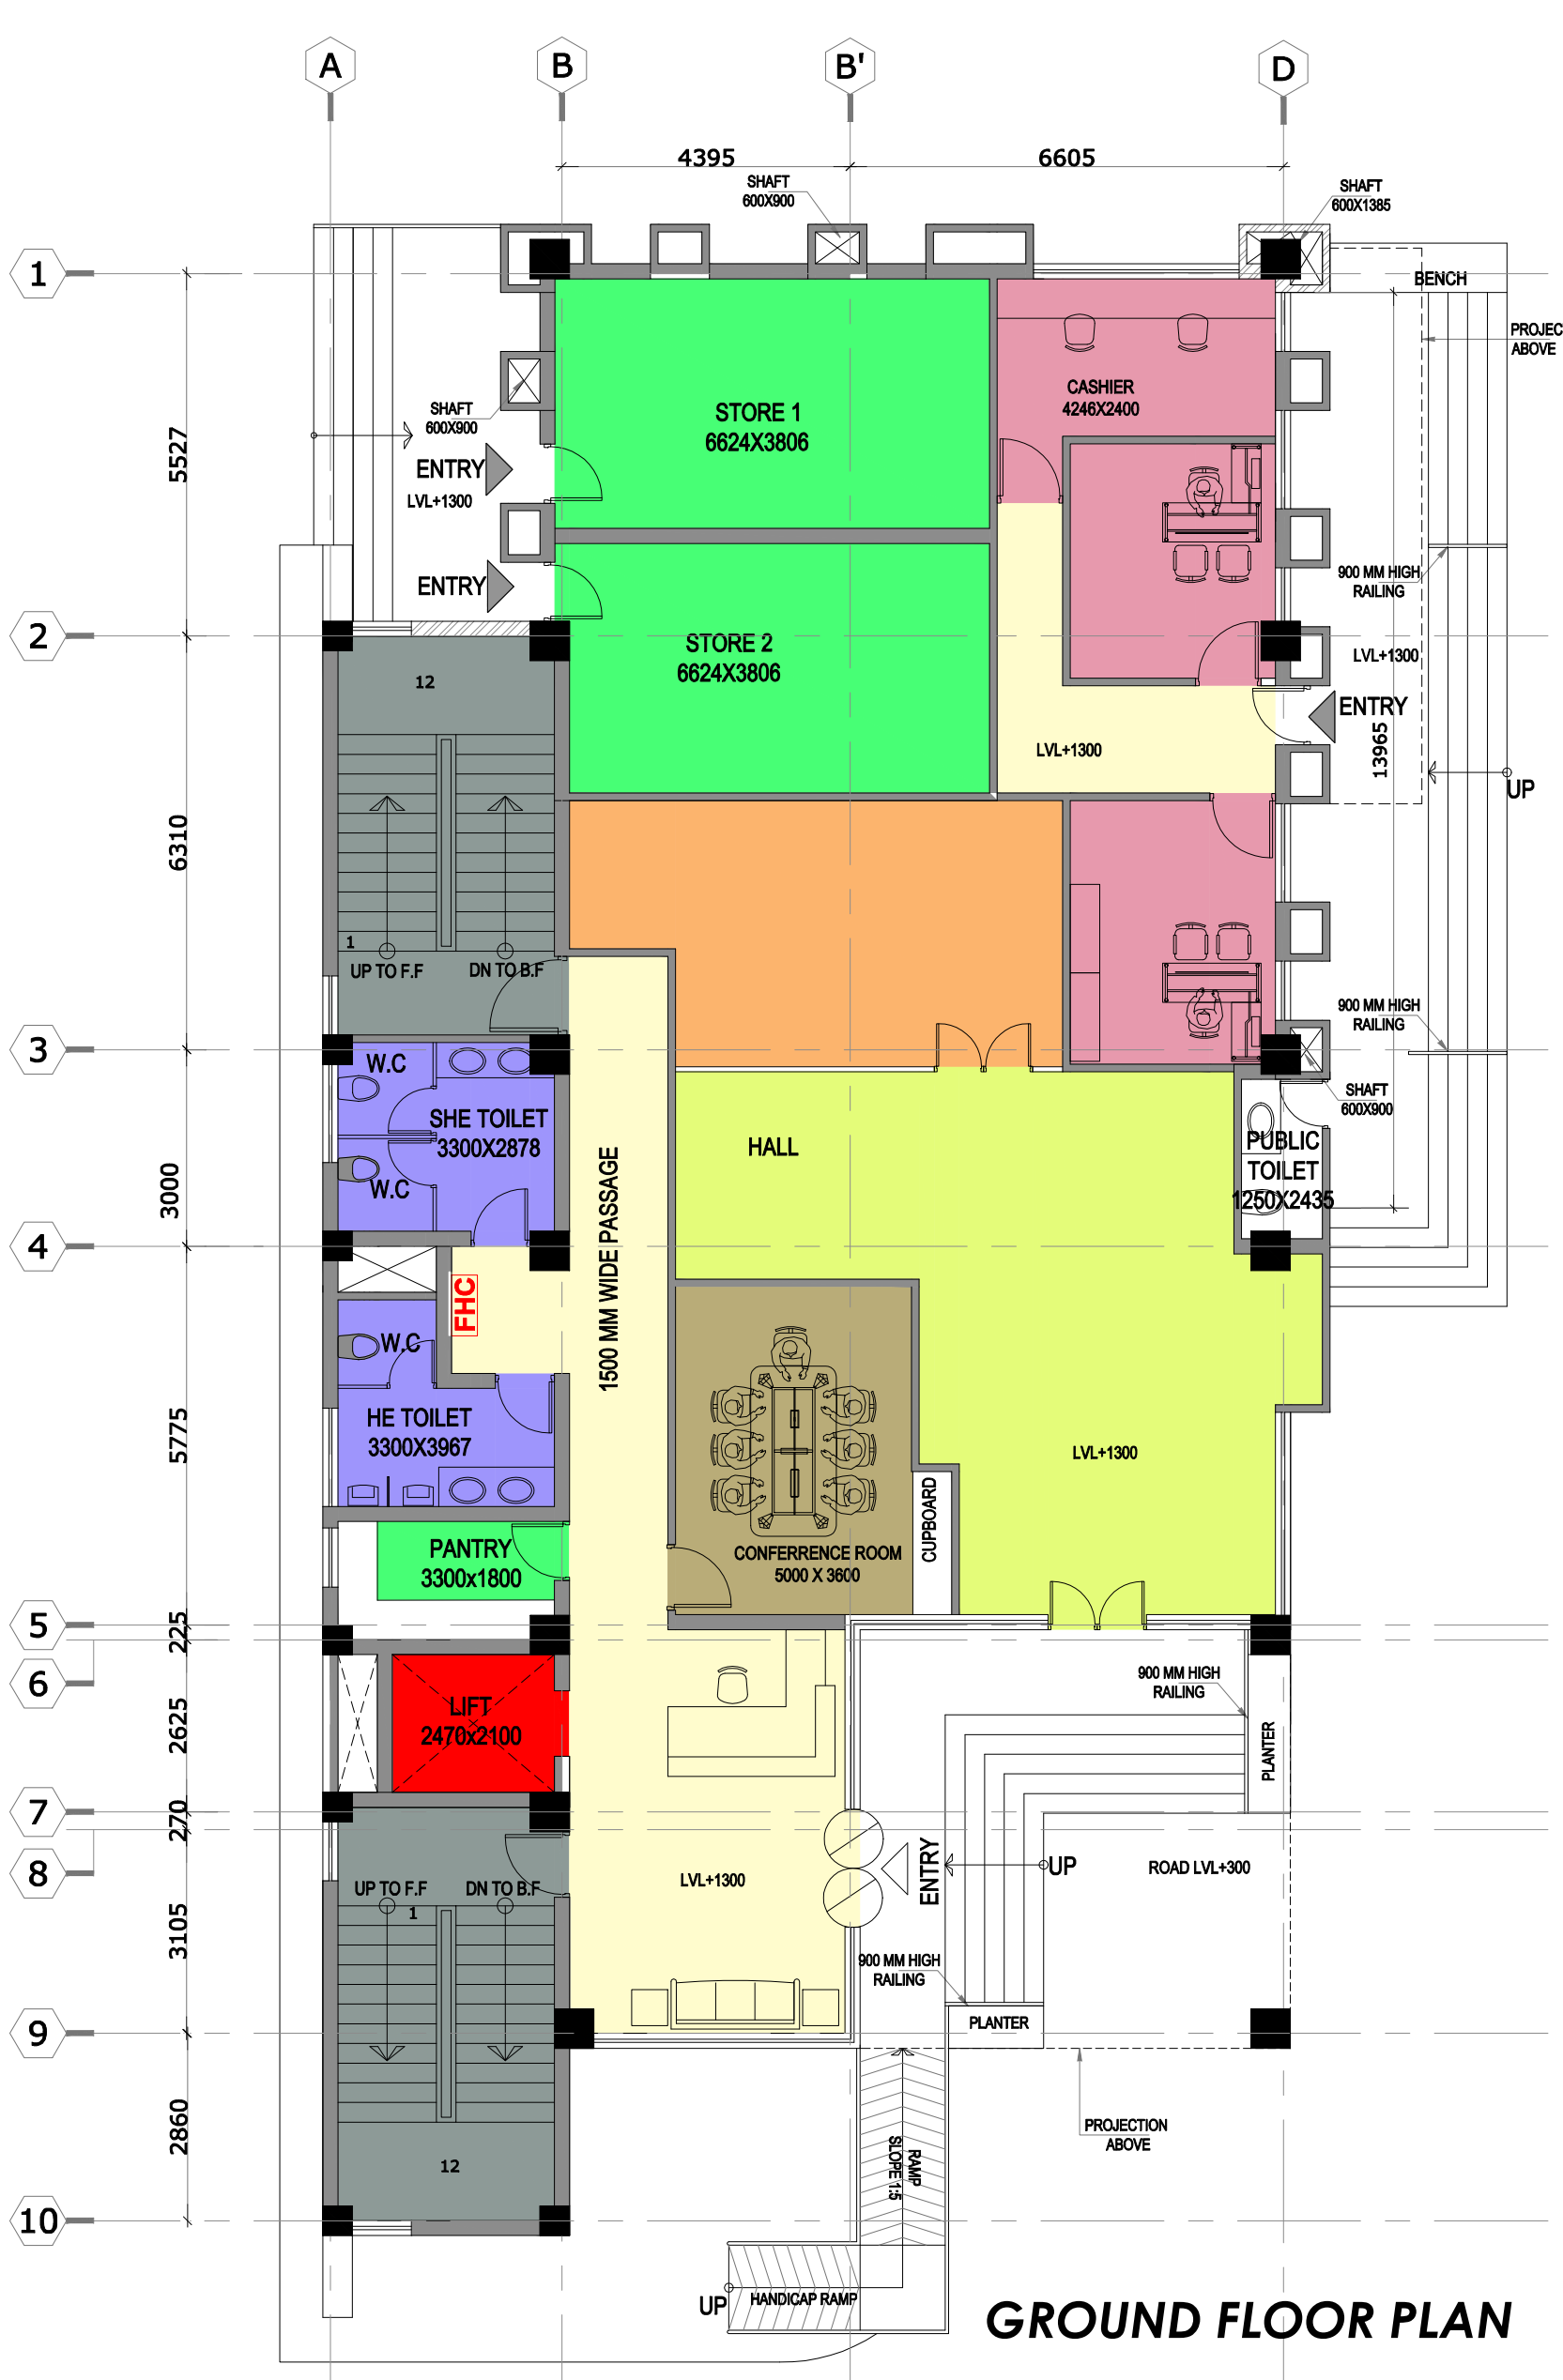 A
B
B'
D
4395
6605
SHAFT
600X900
SHAFT
600X1385
1
BENCH
PROJEC
ABOVE
CASHIER
4246X2400
STORE 1
6624X3806
SHAFT
600X900
5527
ENTRY
LVL+1300
ENTRY
900 MM HIGH
RAILING
2
STORE 2
6624X3806
LVL+1300
12
ENTRY
LVL+1300
13965
UP
6310
1
UP TO F.F
DN TO B.F
900 MM HIGH
RAILING
3
W.C
SHE TOILET
3300X2878
W.C
SHAFT
600X900
HALL
PUBLIC
TOILET
1250X2435
3000
4
1500 MM WIDE PASSAGE
FHC
W.C
HE TOILET
3300X3967
5775
LVL+1300
CUPBOARD
PANTRY
3300x1800
CONFERRENCE ROOM
5000 X 3600
5
225
6
900 MM HIGH
RAILING
LIFT
2470x2100
2625
PLANTER
7
270
8
UP TO F.F
DN TO B.F
1
LVL+1300
ENTRY
UP
ROAD LVL+300
3105
900 MM HIGH
RAILING
PLANTER
9
2860
12
RAMP
SLOPE 1:5
PROJECTION
ABOVE
10
UP
HANDICAP RAMP
GROUND FLOOR PLAN